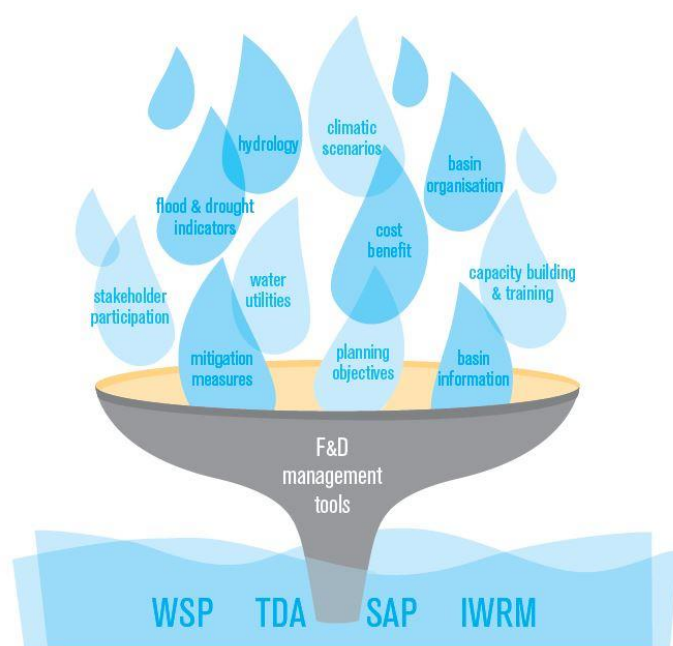 climatic
scenarios
hydrology
basin
organisation
flood & drought
indicators
cost
benefit
water
utilities
capacity building
& training
stakeholder
participation
mitigation
measures
planning
objectives
basin
information
F&D
management
tools
WSP TDA SAP IWRM